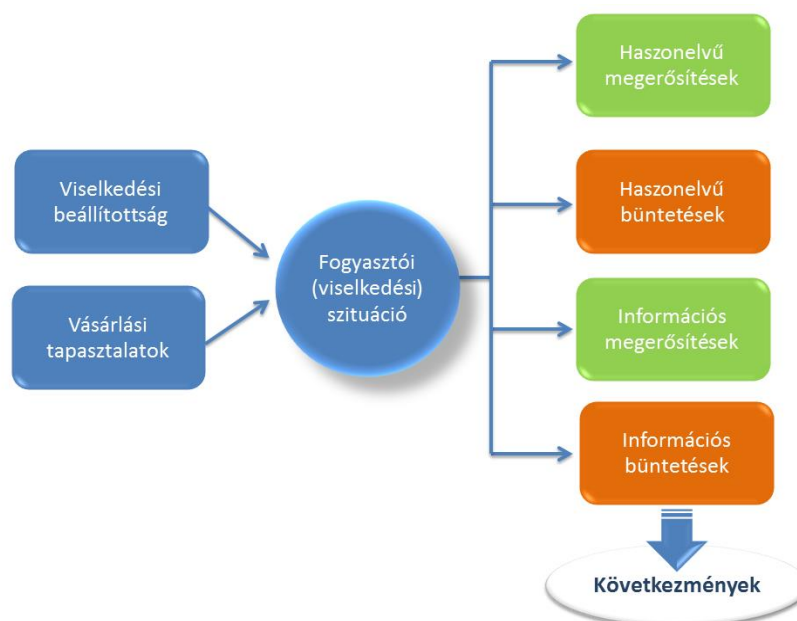 Viselkedési
beállítottság
Vásárlási
tapasztalatok
Fogyasztói
(viselkedési)
szituáció
Haszonelvű
megerősítések
Haszonelvű
büntetések
Információs
megerősítések
Információs
büntetések
Következmények